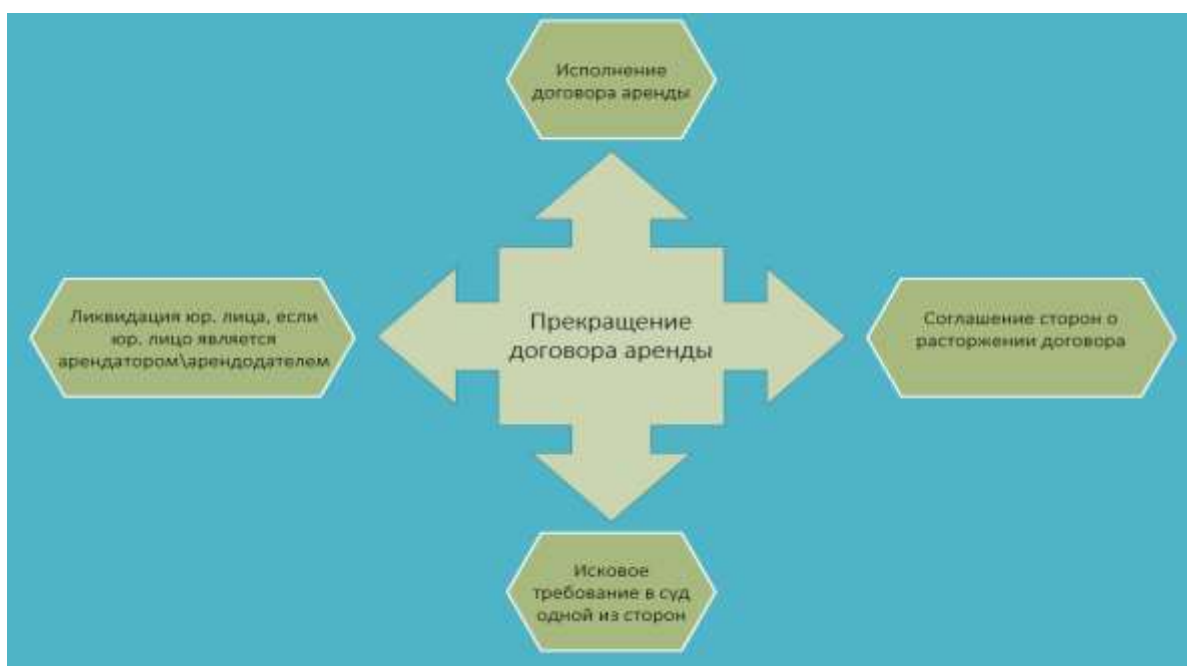 Исполнение
договора аренды
Ликвидация юр. лица, если
юр. лицо является
арендатором\арендодателем
Прекращение
договора аренды
Соглашение сторон о
расторжении договора
Исковое
требование в суд
одной из сторон